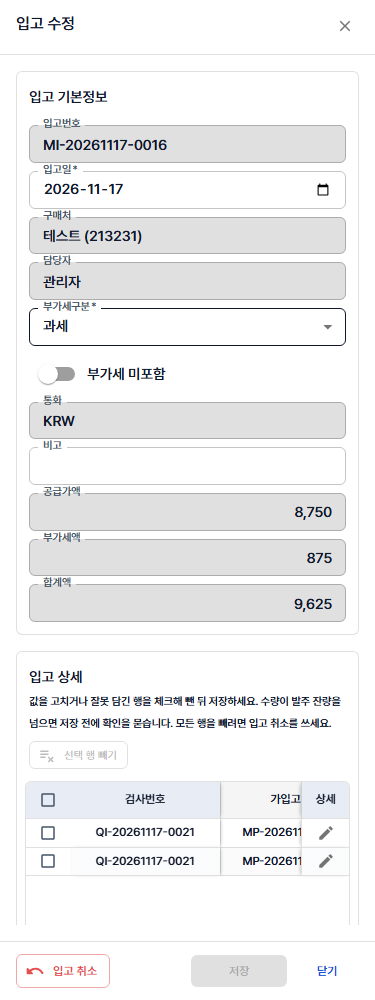 입고 수정
입고 기본정보
입고번호
MI-20261117-0016
입고일 *
2026-11-17
구매처
테스트 (213231)
담당자
관리자
부가세구분 *
과세
부가세 미포함
통화
KRW
비고
공급가액
8,750
부가세액
875
합계액
9,625
입고 상세
값을 고치거나 잘못 담긴 행을 체크해 뺀 뒤 저장하세요. 수량이 발주 잔량을
넘으면 저장 전에 확인을 묻습니다. 모든 행을 빼려면 입고 취소를 쓰세요.
선택 행 빼기
검사번호 가입고 상세
QI-20261117-0021 MP-202611
QI-20261117-0021 MP-202611
입고 취소 저장 닫기